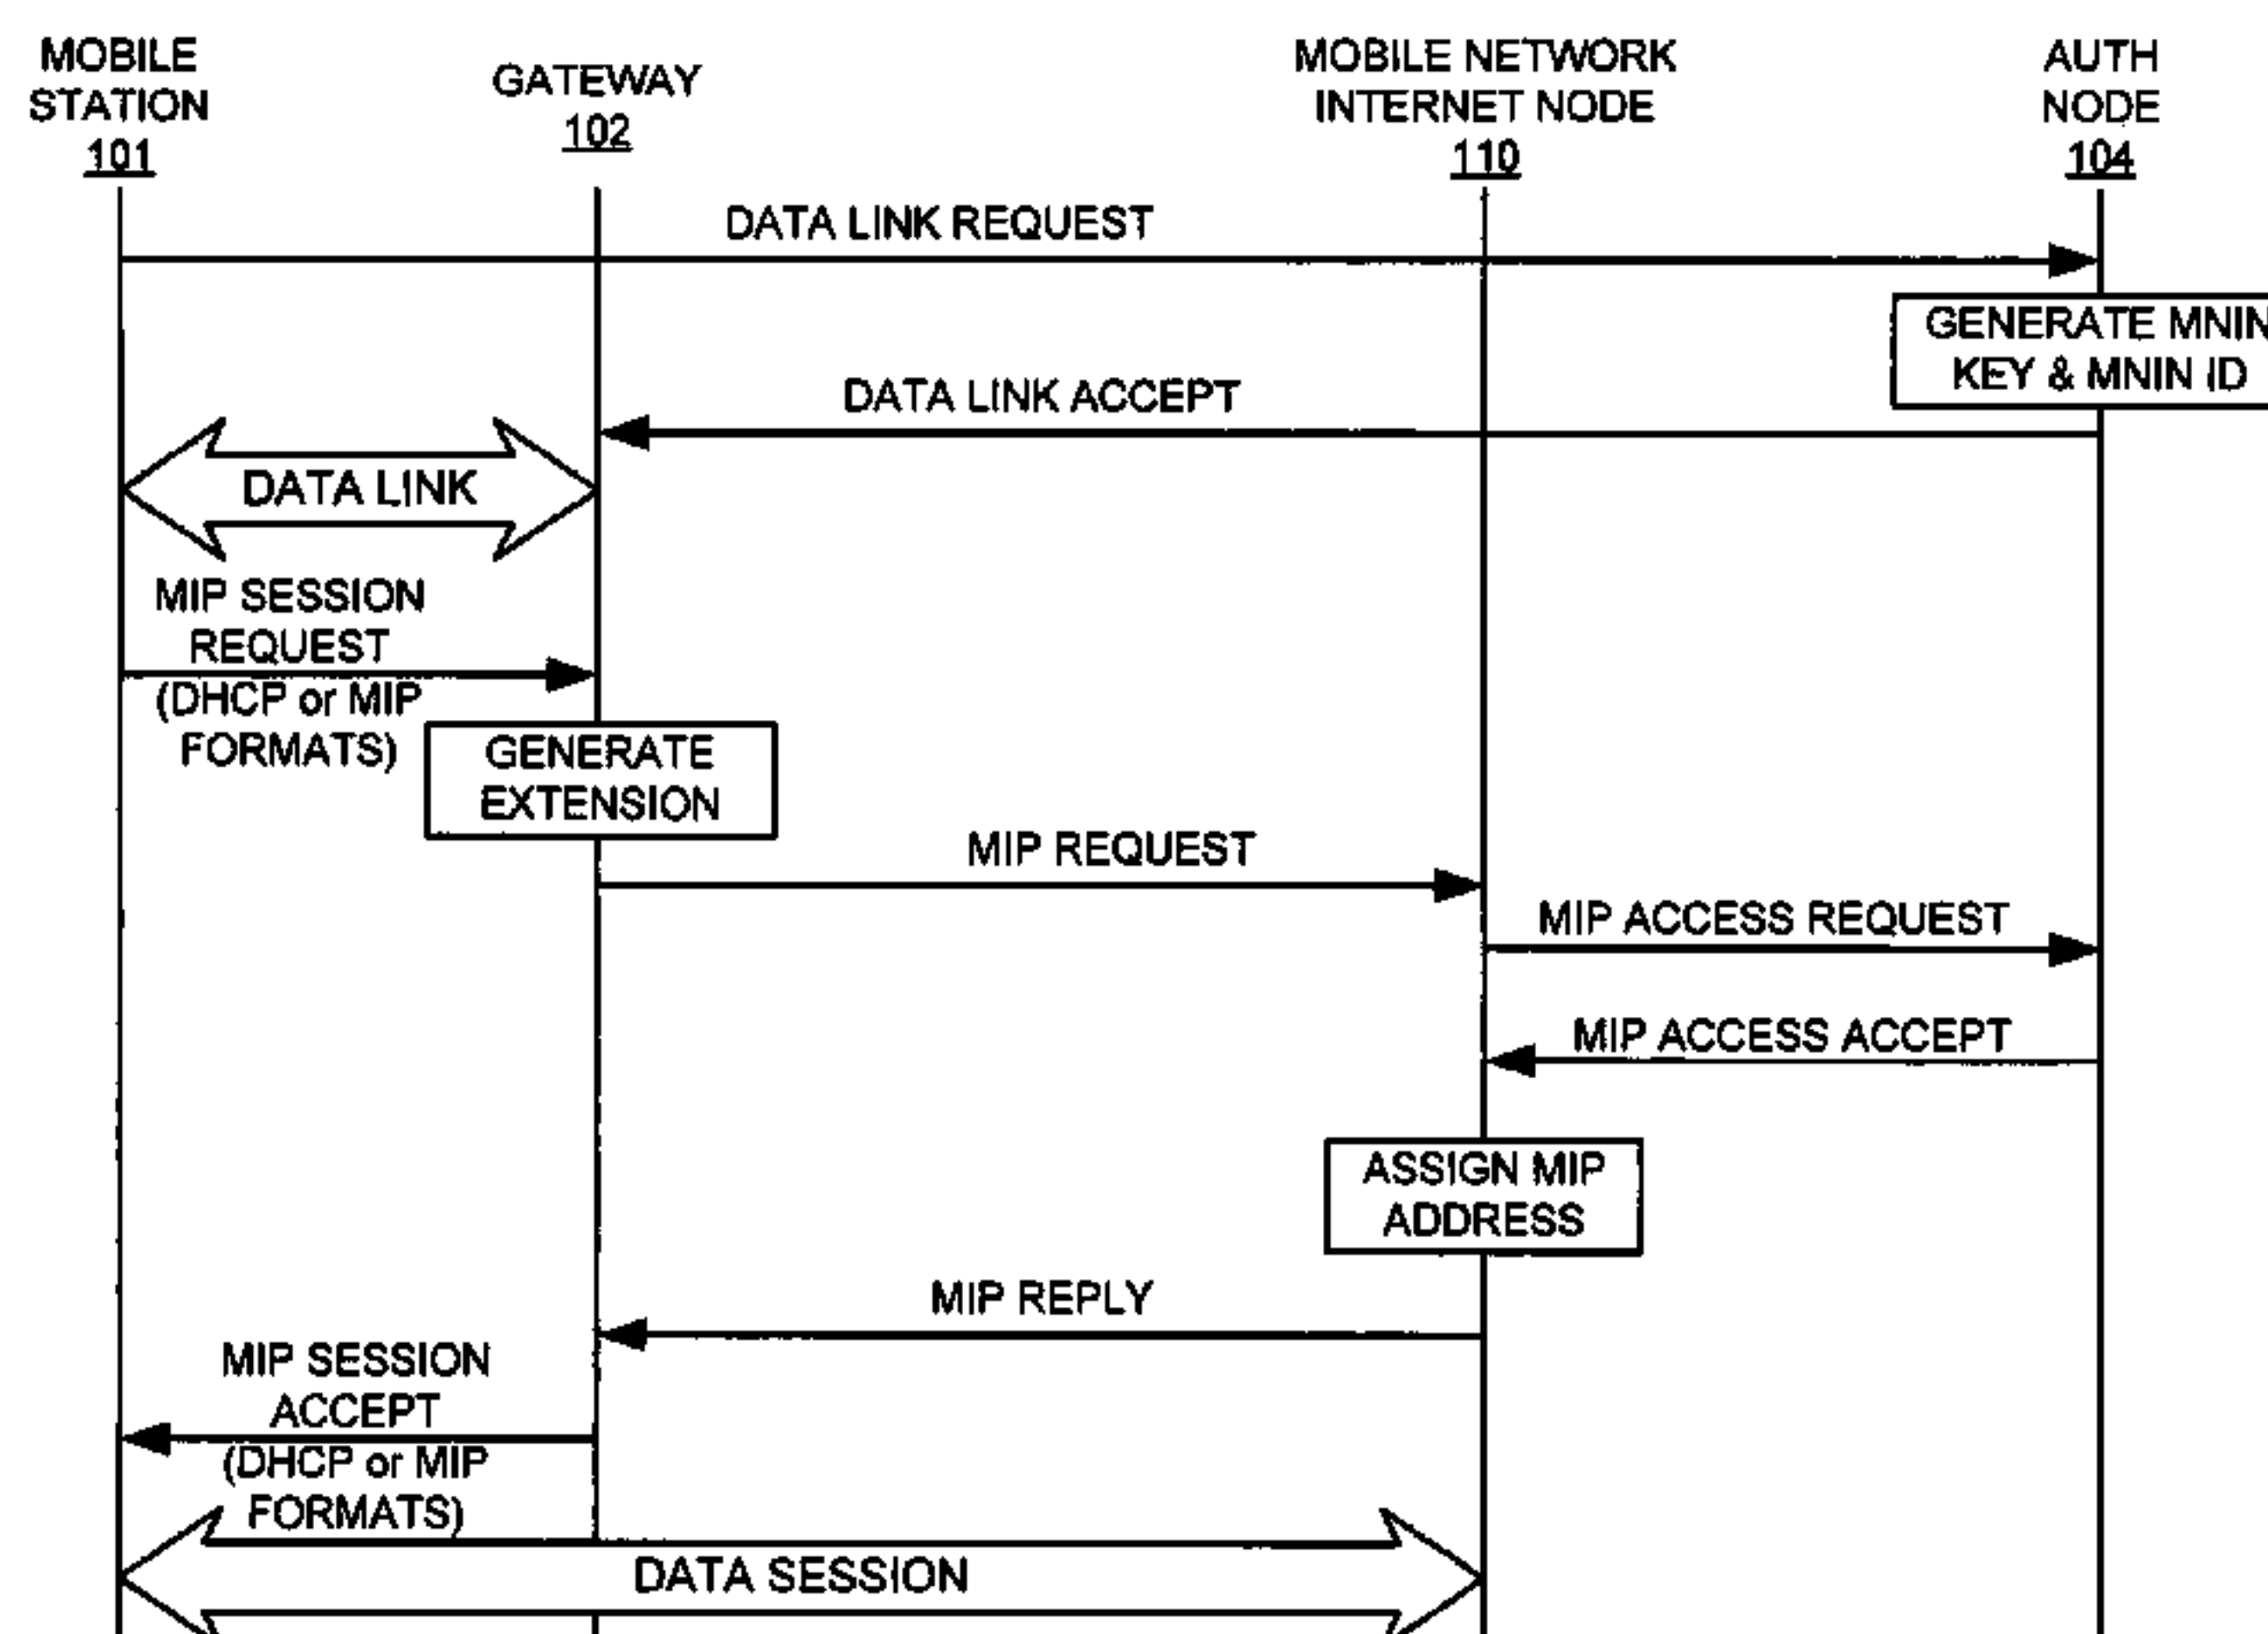 MOBILE
STATION
101
GATEWAY
102
MOBILE NETWORK
INTERNET NODE
110
AUTH
NODE
104
DATA LINK REQUEST
GENERATE MNIN
KEY & MNIN ID
DATA LINK ACCEPT
DATA LINK
MIP SESSION
REQUEST
(DHCP or MIP
FORMATS)
GENERATE
EXTENSION
MIP REQUEST
MIP ACCESS REQUEST
MIP ACCESS ACCEPT
ASSIGN MIP
ADDRESS
MIP REPLY
MIP SESSION
ACCEPT
(DHCP or MIP
FORMATS)
DATA SESSION